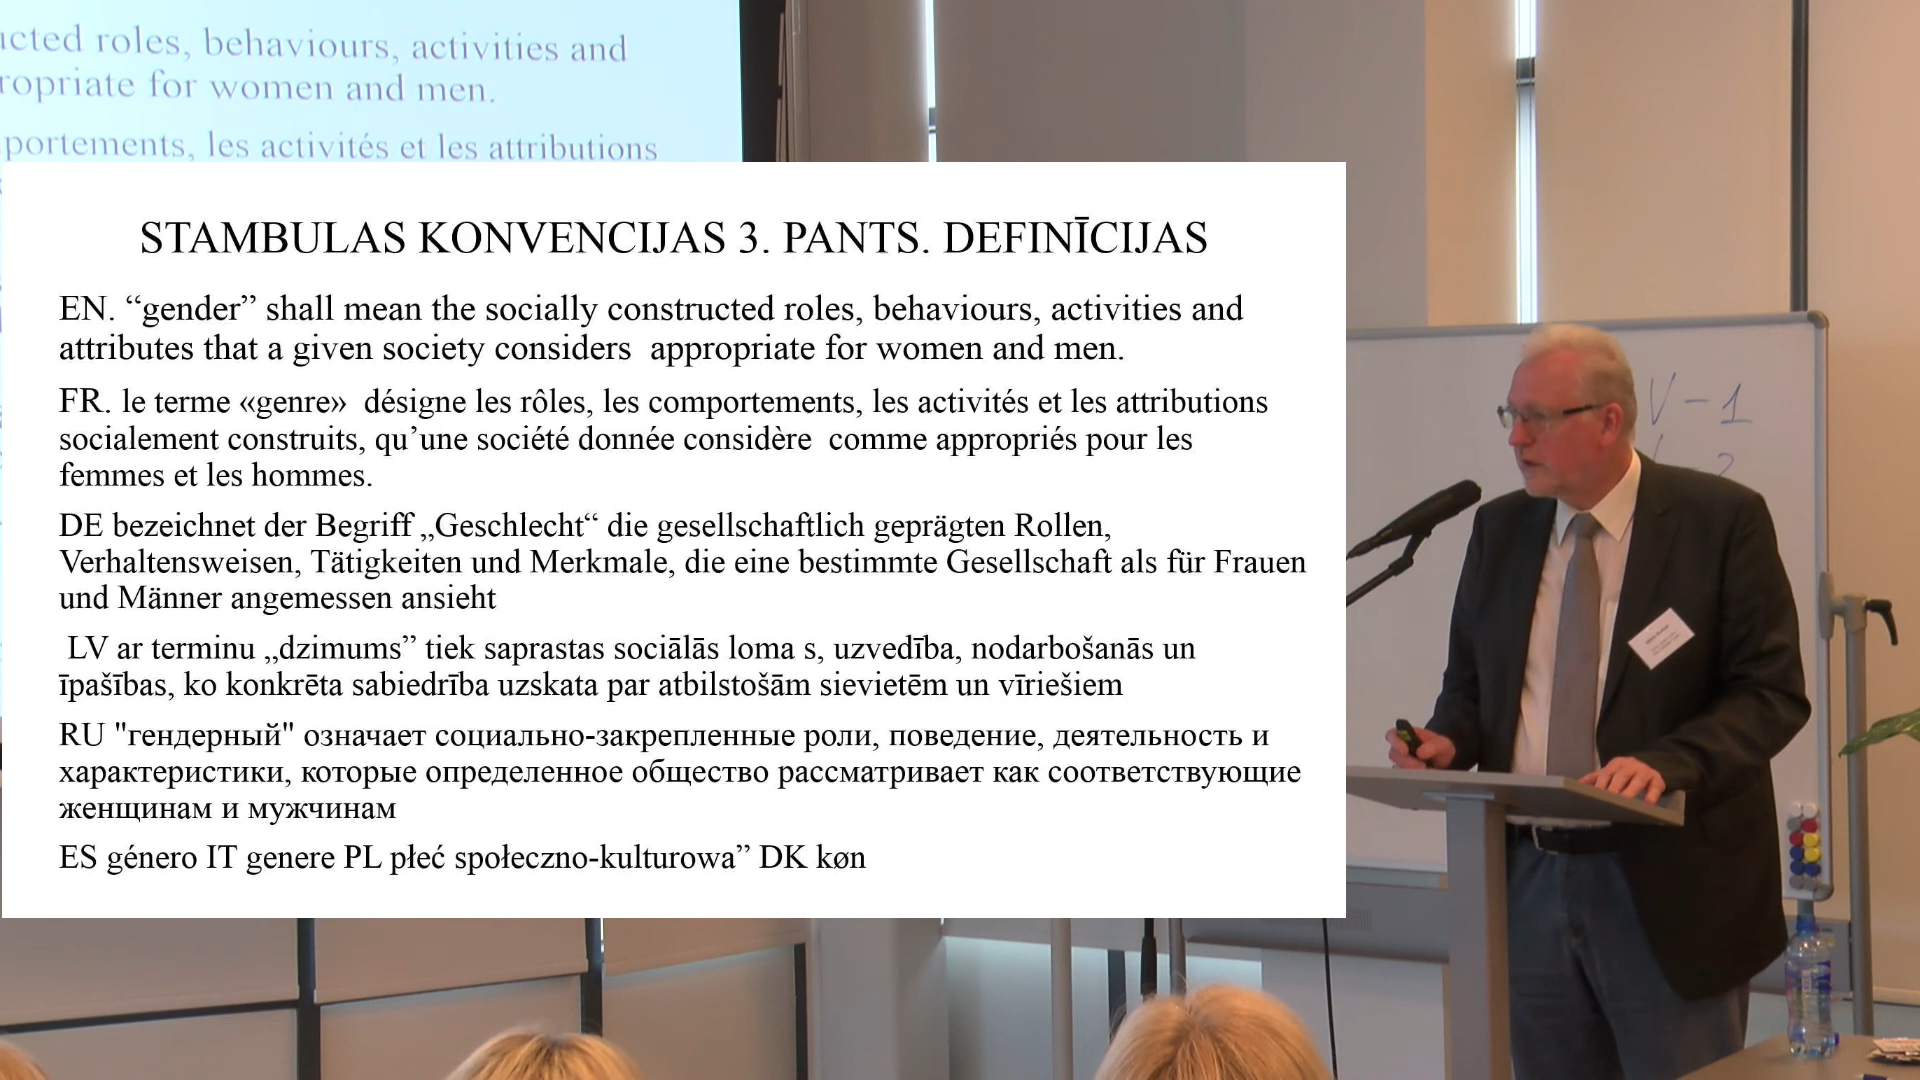 ucted roles, behaviours, activities and
ropriate for women and men.
portements, les activités et les attributions
STAMBULAS KONVENCIJAS 3. PANTS. DEFINĪCIJAS
EN. “gender” shall mean the socially constructed roles, behaviours, activities and
attributes that a given society considers appropriate for women and men.
FR. le terme «genre» désigne les rôles, les comportements, les activités et les attributions
socialement construits, qu’une société donnée considère comme appropriés pour les
femmes et les hommes.
DE bezeichnet der Begriff „Geschlecht“ die gesellschaftlich geprägten Rollen,
Verhaltensweisen, Tätigkeiten und Merkmale, die eine bestimmte Gesellschaft als für Frauen
und Männer angemessen ansieht
LV ar terminu „dzimums” tiek saprastas sociālās loma s, uzvedība, nodarbošanās un
īpašības, ko konkrēta sabiedrība uzskata par atbilstošām sievietēm un vīriešiem
RU "гендерный" означает социально-закрепленные роли, поведение, деятельность и
характеристики, которые определенное общество рассматривает как соответствующие
женщинам и мужчинам
ES género IT genere PL płeć społeczno-kulturowa” DK køn
V - 1
- 2